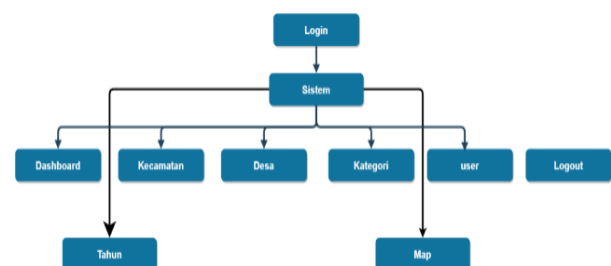 Login
Sistem
Dashboard
Kecamatan
Desa
Kategori
user
Logout
Tahun
Map